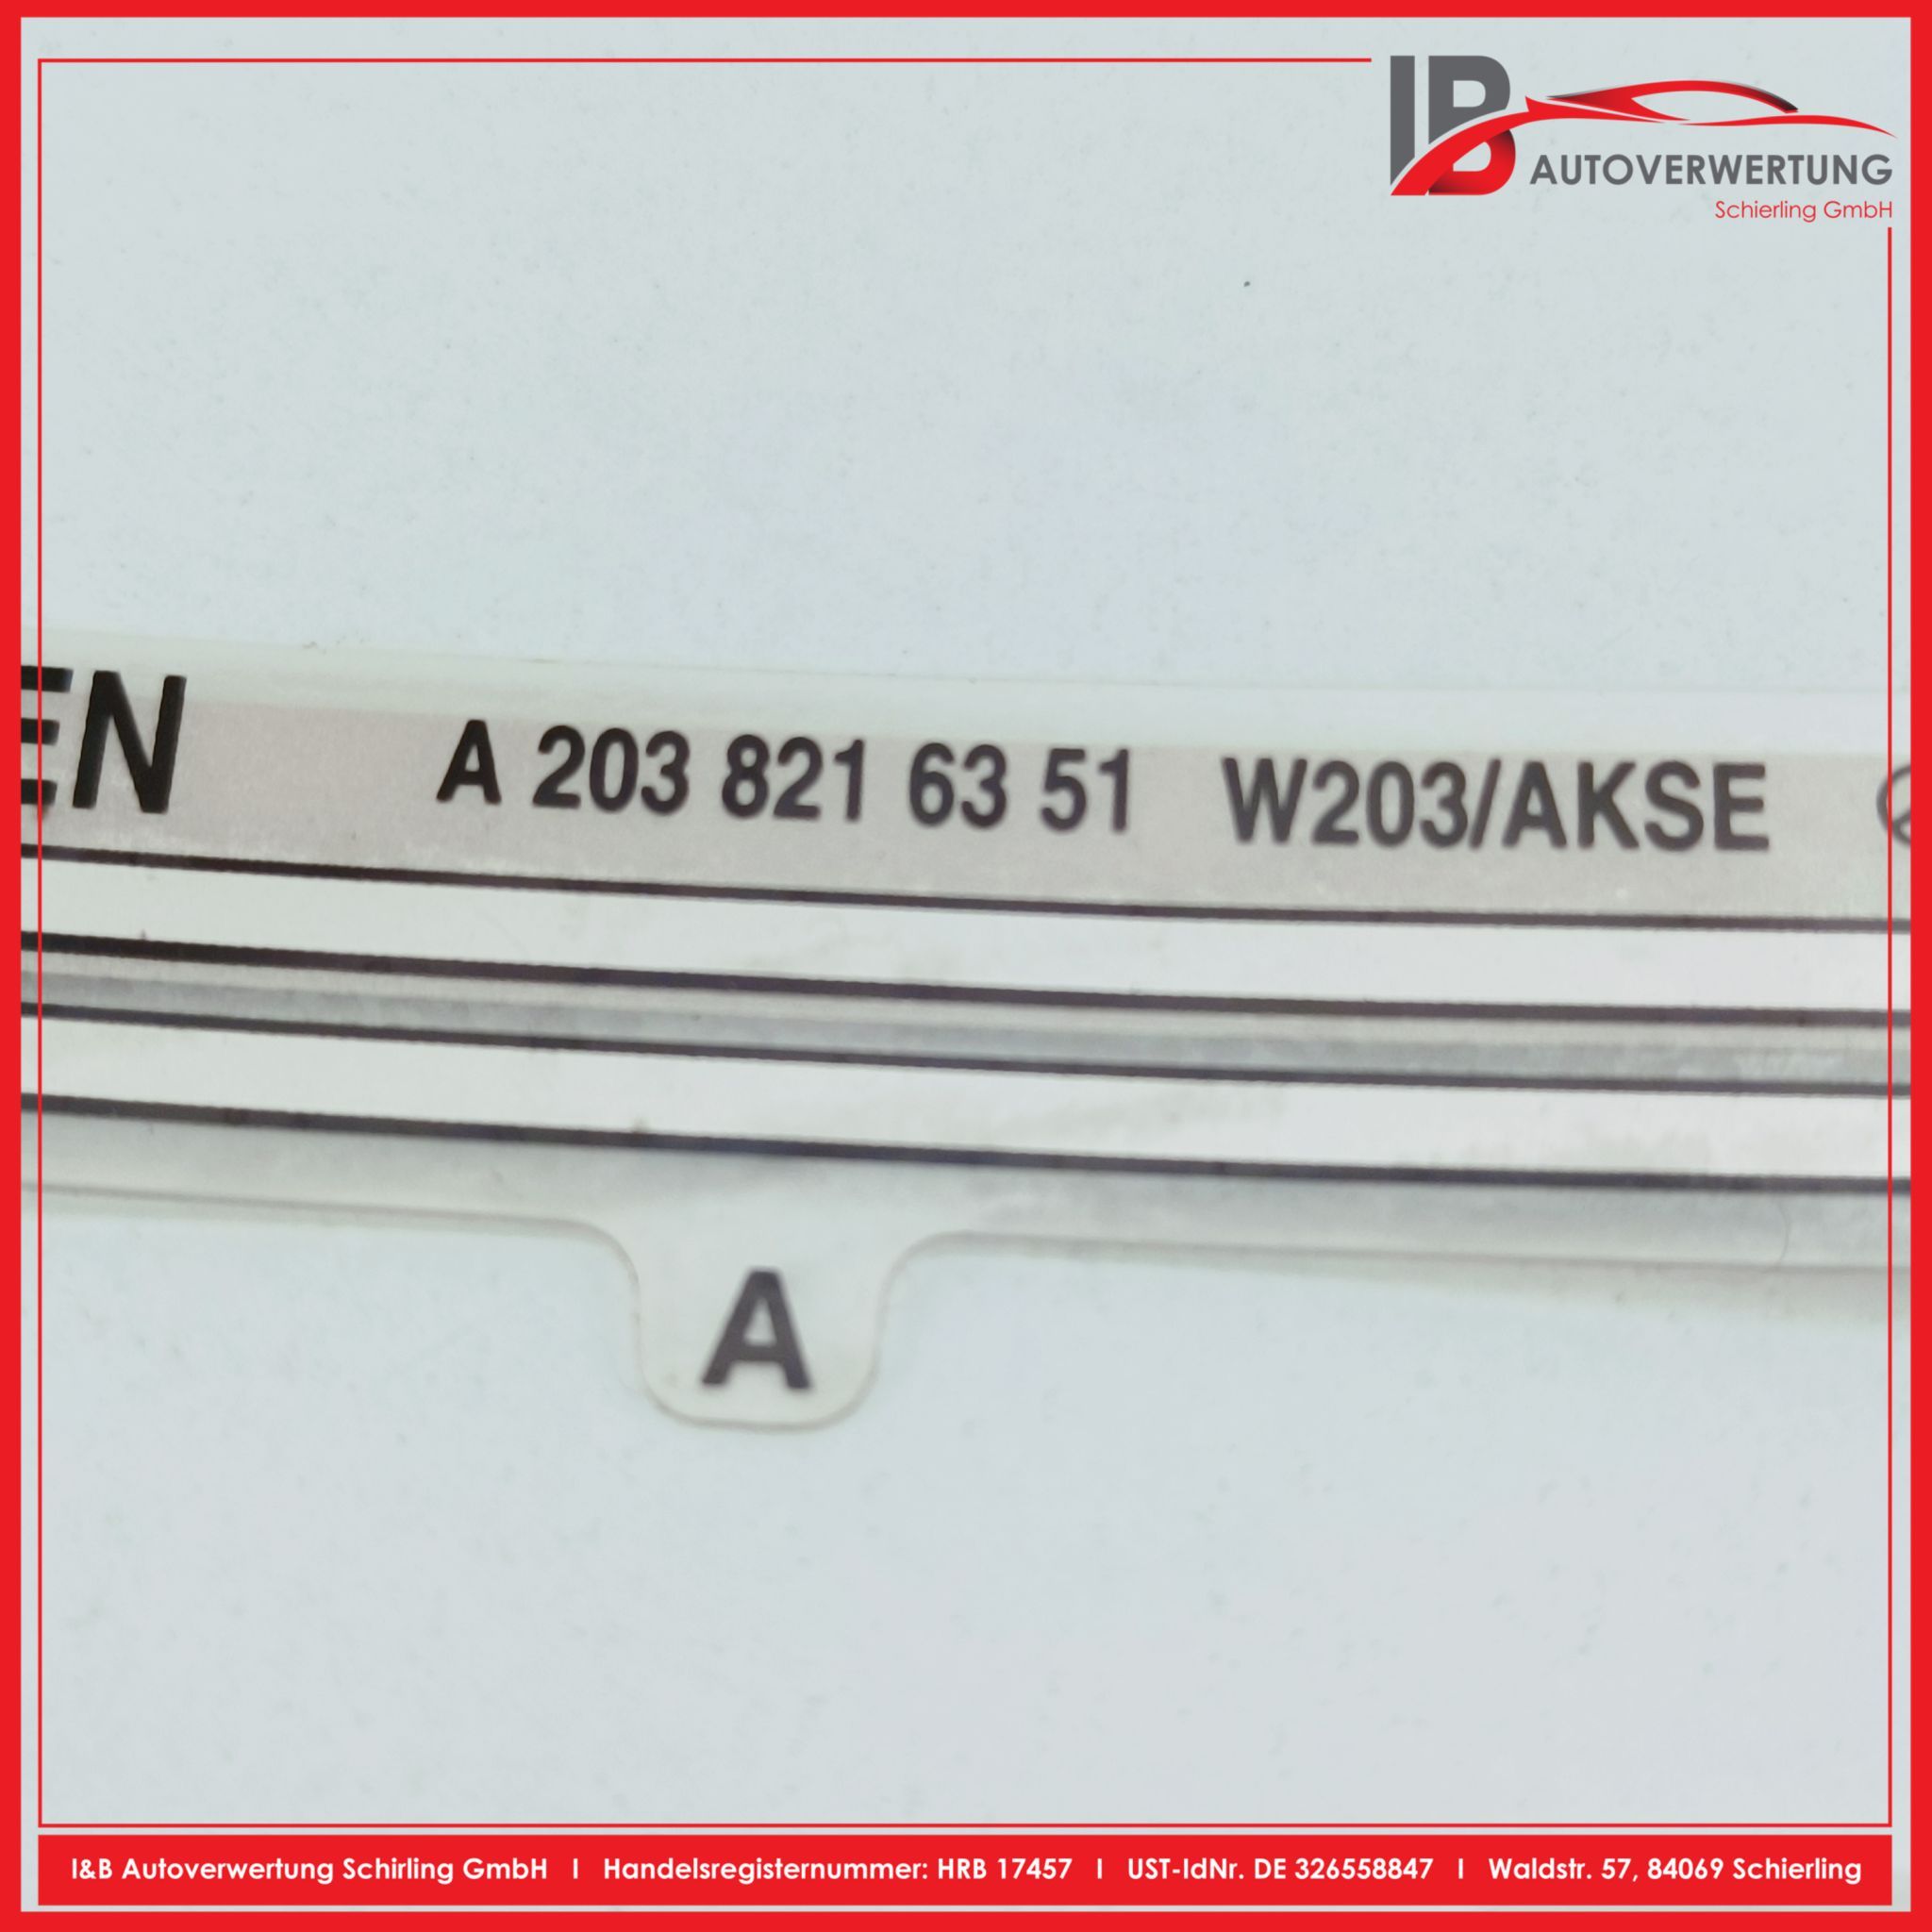 IB
AUTOVERWERTUNG
Schierling GmbH
EN A 203 821 63 51 W203/AKSE
A
I&B Autoverwertung Schirling GmbH I Handelsregisternummer: HRB 17457 I UST-IdNr. DE 326558847 I Waldstr. 57, 84069 Schierling